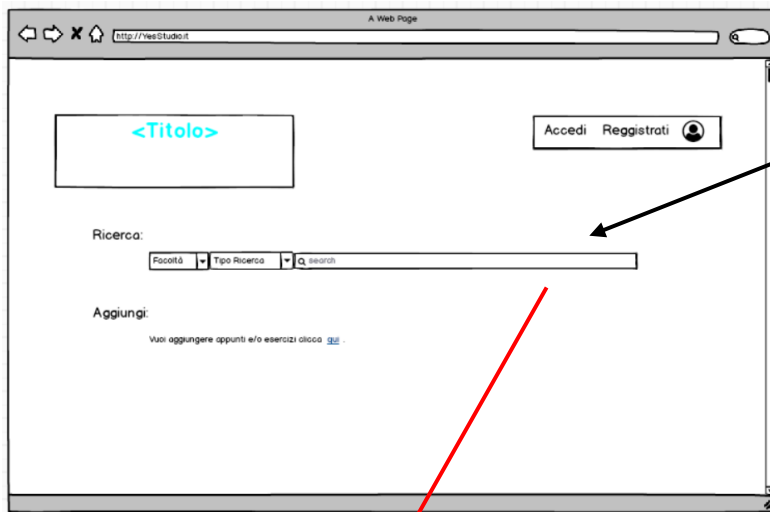 A Web Page
http://YesStudio.it
<Titolo>
Accedi Reggistrati
Ricerca:
Facoltà Tipo Ricerca search
Aggiungi:
Vuoi aggiungere appunti e/o esercizi clicca qui .